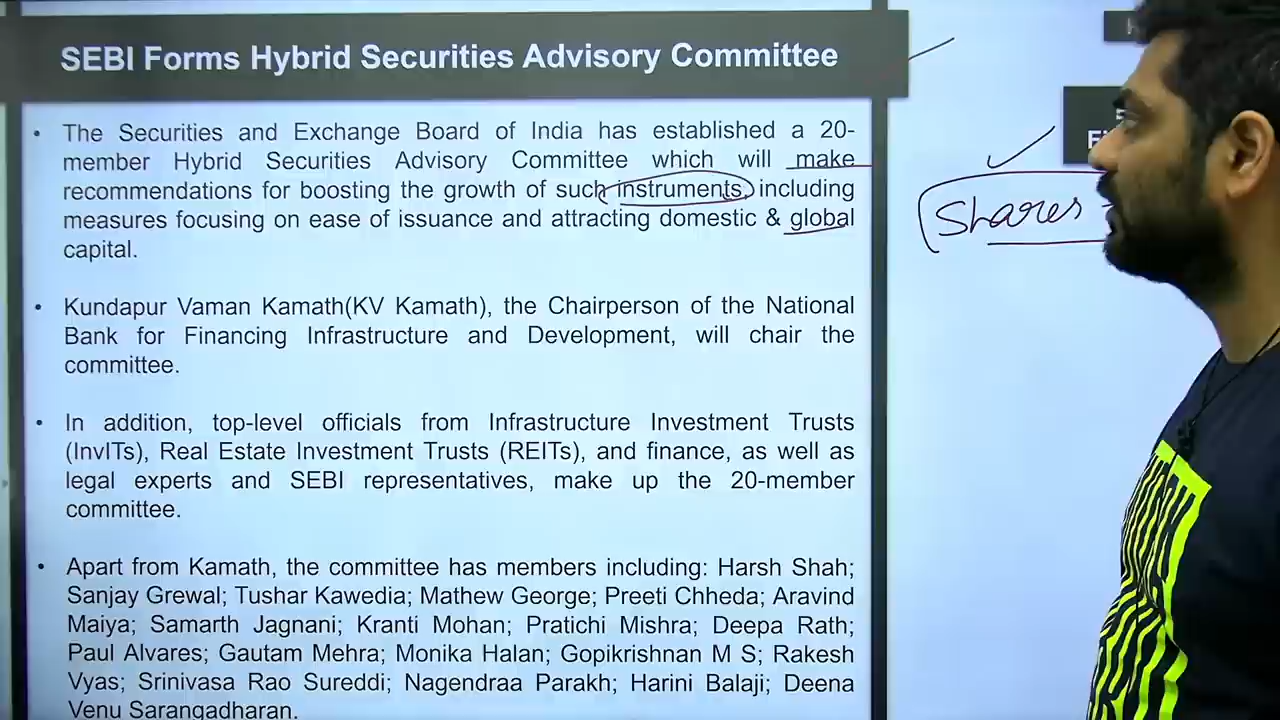 SEBI Forms Hybrid Securities Advisory Committee
• The Securities and Exchange Board of India has established a 20-
member Hybrid Securities Advisory Committee which will make
recommendations for boosting the growth of such instruments, including
measures focusing on ease of issuance and attracting domestic & global
capital.
• Kundapur Vaman Kamath(KV Kamath), the Chairperson of the National
Bank for Financing Infrastructure and Development, will chair the
committee.
• In addition, top-level officials from Infrastructure Investment Trusts
(InvITs), Real Estate Investment Trusts (REITs), and finance, as well as
legal experts and SEBI representatives, make up the 20-member
committee.
• Apart from Kamath, the committee has members including: Harsh Shah;
Sanjay Grewal; Tushar Kawedia; Mathew George; Preeti Chheda; Aravind
Maiya; Samarth Jagnani; Kranti Mohan; Pratichi Mishra; Deepa Rath;
Paul Alvares; Gautam Mehra; Monika Halan; Gopikrishnan M S; Rakesh
Vyas; Srinivasa Rao Sureddi; Nagendraa Parakh; Harini Balaji; Deena
Venu Sarangadharan.
Shares